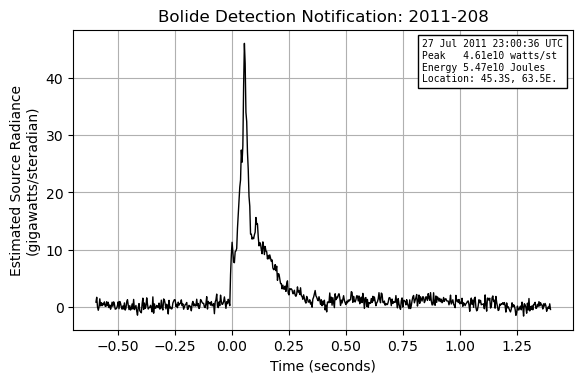 Bolide Detection Notification: 2011-208
27 Jul 2011 23:00:36 UTC
Peak   4.61e10 watts/st
Energy 5.47e10 Joules
Location: 45.3S, 63.5E.
Estimated Source Radiance
(gigawatts/steradian)
40
30
20
10
0
−0.50 −0.25 0.00 0.25 0.50 0.75 1.00 1.25
Time (seconds)